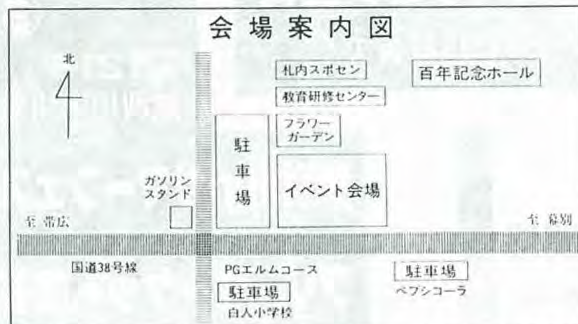 会場案内図
北
札内スポセン
百年記念ホール
教育研修センター
フラワー
ガーデン
駐車場
イベント会場
ガソリン
スタンド
至 帯広
至 幕別
国道38号線
PGエルムコース
駐車場
駐車場
ペプシコーラ
白人小学校